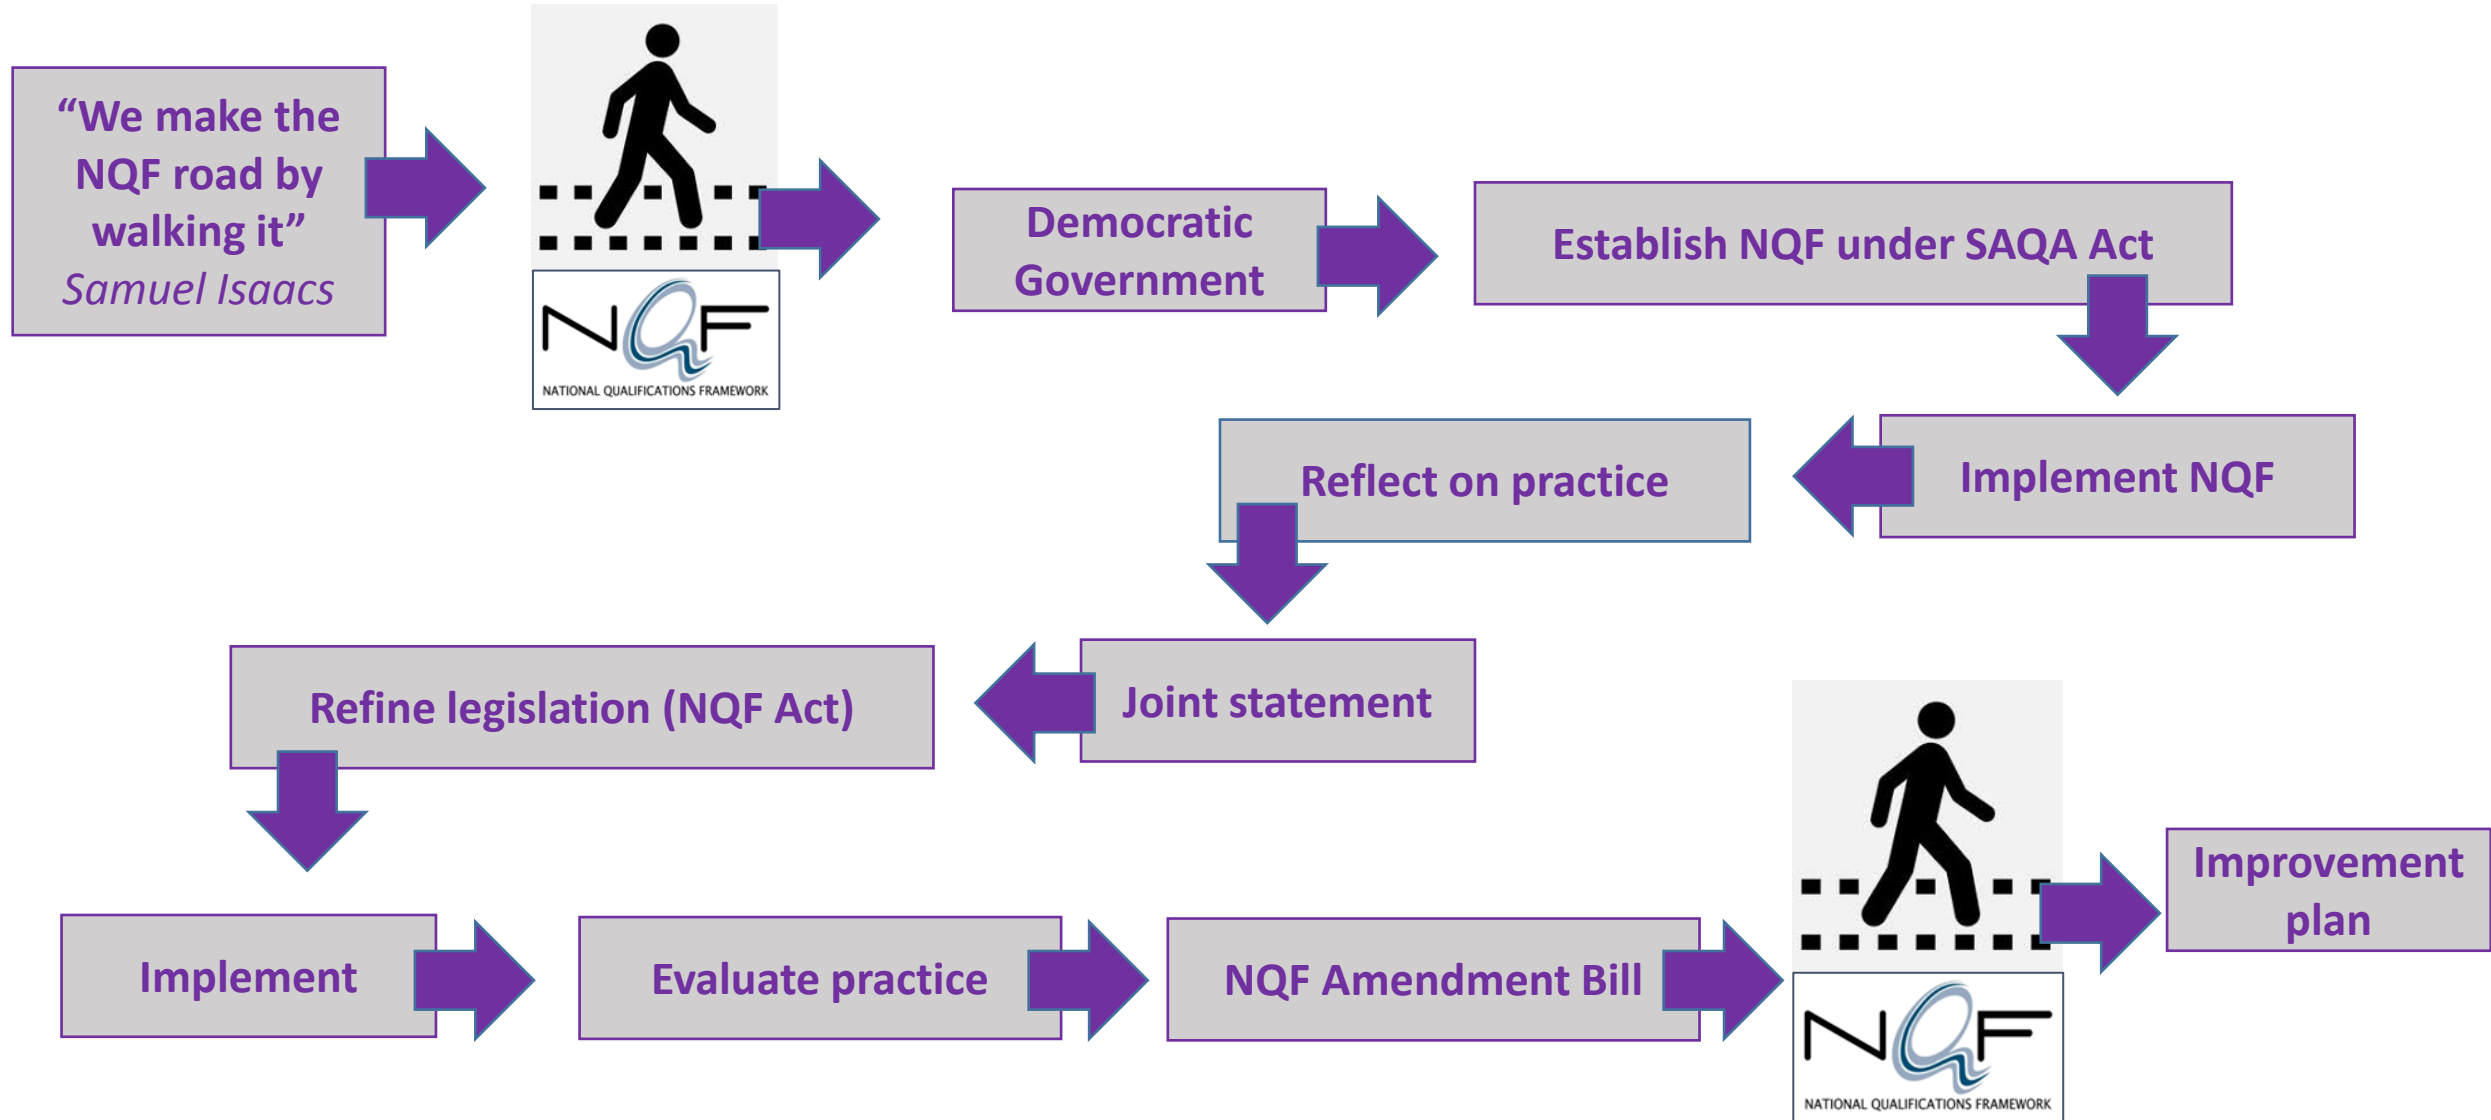 “We make the
NQF road by
walking it”
Samuel Isaacs
NQF
NATIONAL QUALIFICATIONS FRAMEWORK
Democratic
Government
Establish NQF under SAQA Act
Implement NQF
Reflect on practice
Joint statement
Refine legislation (NQF Act)
Implement
Evaluate practice
NQF Amendment Bill
NQF
NATIONAL QUALIFICATIONS FRAMEWORK
Improvement
plan